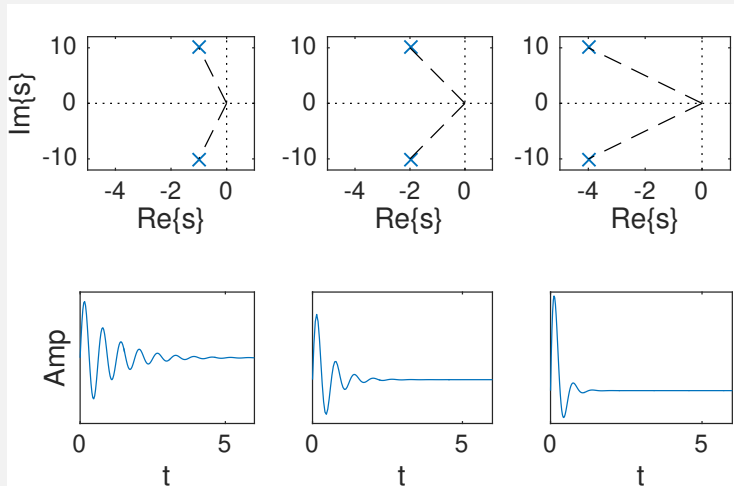 10 10 10
Im{s}
0 0 0
-10 -10 -10
-4 -2 0 -4 -2 0 -4 -2 0
Re{s} Re{s} Re{s}
Amp
0 5 0 5 0 5
t t t